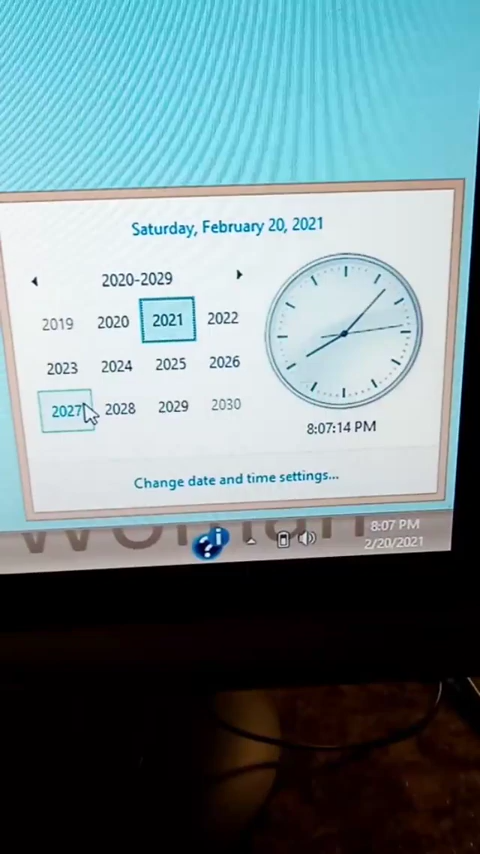 Saturday, February 20, 2021
2020-2029
2019 2020 2021 2022
2023 2024 2025 2026
2027 2028 2029 2030
8:07:14 PM
Change date and time settings...
8:07 PM
2/20/2021